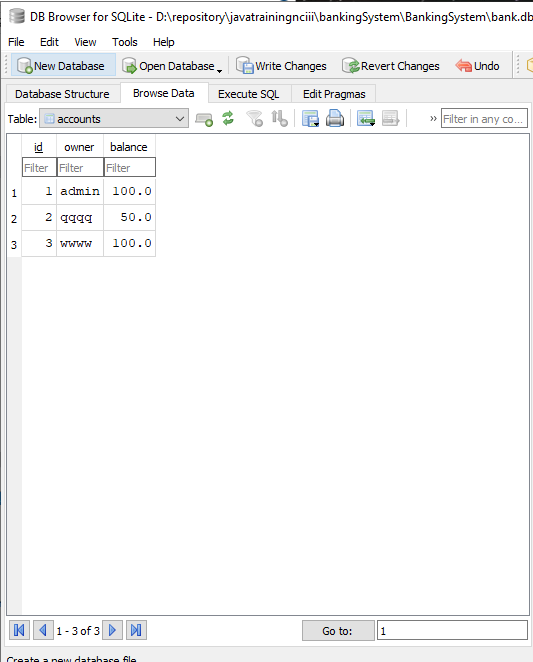 DB Browser for SQLite - D:\repository\javatrainingnciii\bankingSystem\BankingSystem\bank.db
File Edit View Tools Help
New Database Open Database Write Changes Revert Changes Undo
Database Structure Browse Data Execute SQL Edit Pragmas
Table: accounts » Filter in any co...
id owner balance
Filter Filter Filter
1 1 admin 100.0
2 2 qqqq 50.0
3 3 wwww 100.0
1 - 3 of 3 Go to: 1
Create a new database file